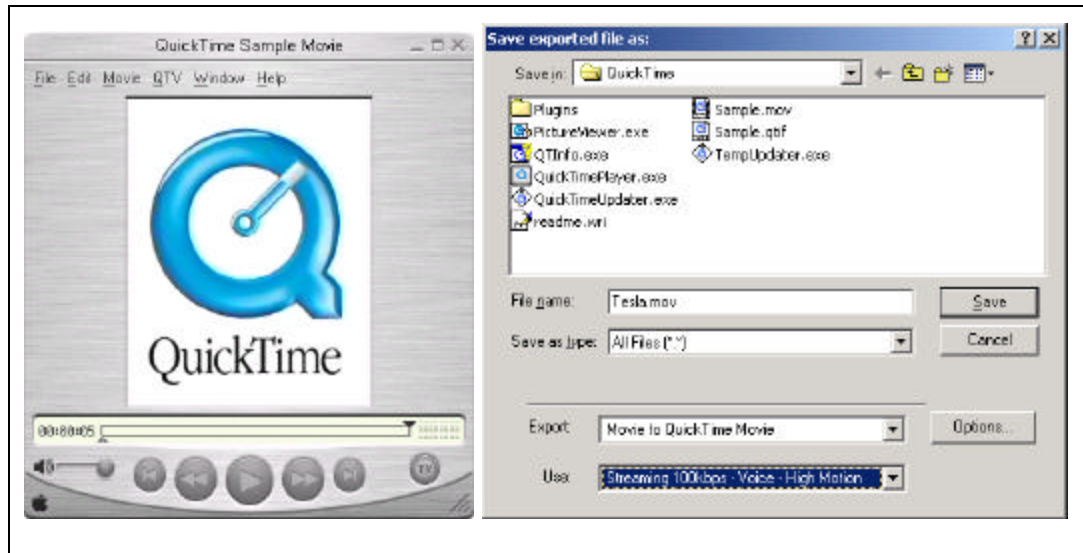 QuickTime Sample Movie
File Edit Movie QTV Window Help
QuickTime
00:00:05
TV
Save exported file as:
Save in: QuickTime
Plugins
PictureViewer.exe
QTInfo.exe
QuickTimePlayer.exe
QuickTimeUpdater.exe
readme.wri
Sample.mov
Sample.qtif
TempUpdater.exe
File name: Tesla.mov
Save
Save as type: All Files (*.*)
Cancel
Export: Movie to QuickTime Movie
Options...
Use: Streaming 100kbps - Voice - High Motion